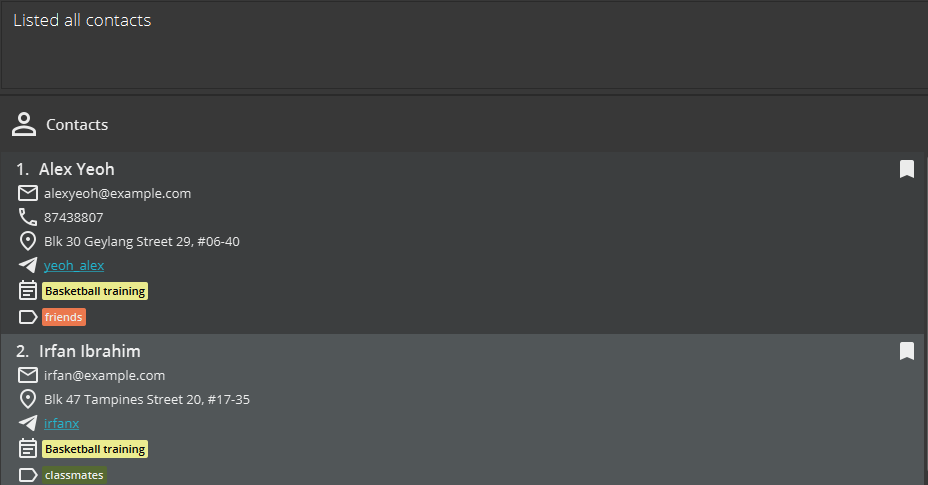 Listed all contacts
Contacts
1. Alex Yeoh
alexyeoh@example.com
87438807
Blk 30 Geylang Street 29, #06-40
yeoh_alex
Basketball training
friends
2. Irfan Ibrahim
irfan@example.com
Blk 47 Tampines Street 20, #17-35
irfanx
Basketball training
classmates